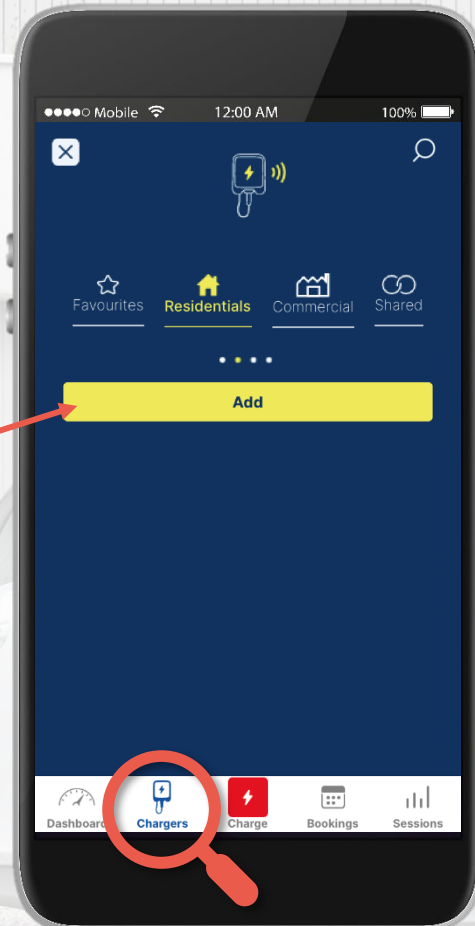 Mobile 12:00 AM 100%
Favourites Residentials Commercial Shared
Add
Dashboard Chargers Charge Bookings Sessions